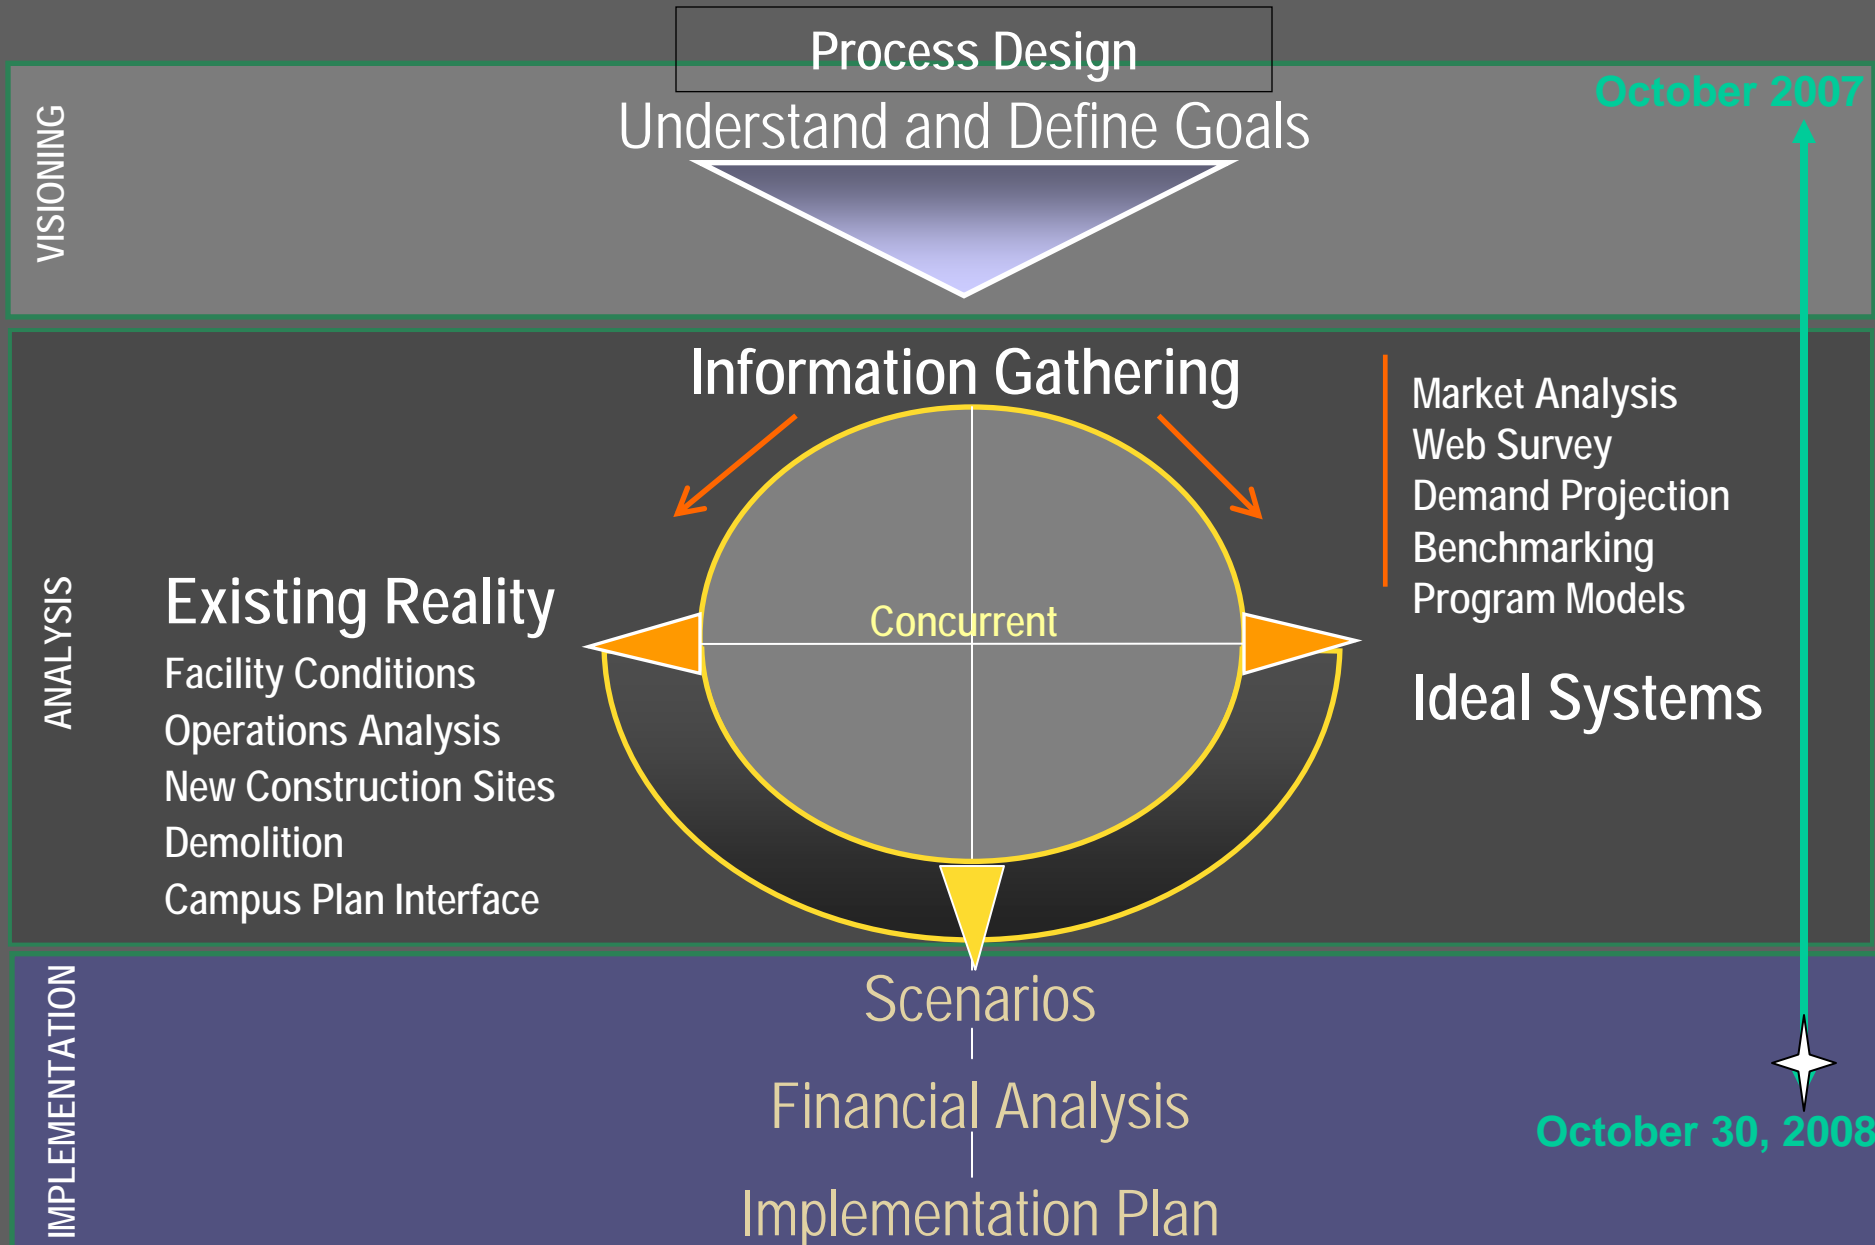 Process Design
October 2007
Understand and Define Goals
VISIONING
Information Gathering
Market Analysis
Web Survey
Demand Projection
Benchmarking
Program Models
Ideal Systems
Concurrent
ANALYSIS
Existing Reality
Facility Conditions
Operations Analysis
New Construction Sites
Demolition
Campus Plan Interface
IMPLEMENTATION
Scenarios
Financial Analysis
Implementation Plan
October 30, 2008